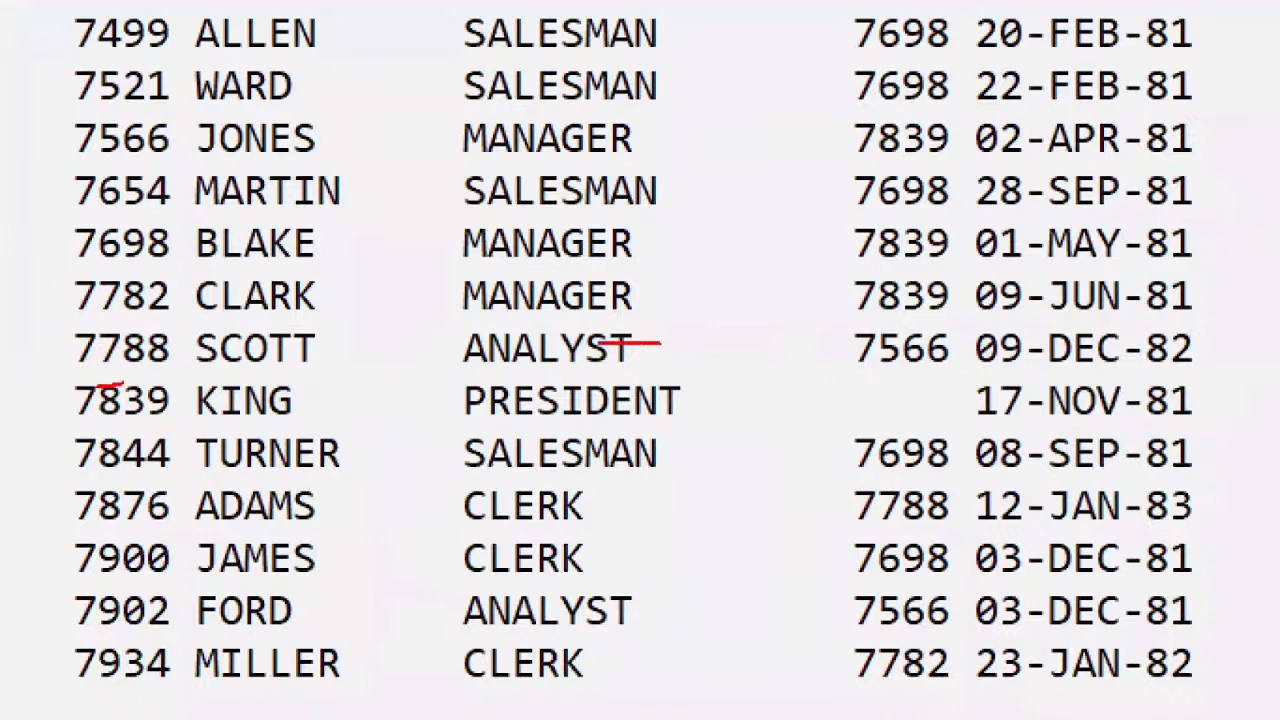 7499 ALLEN SALESMAN 7698 20-FEB-81
7521 WARD SALESMAN 7698 22-FEB-81
7566 JONES MANAGER 7839 02-APR-81
7654 MARTIN SALESMAN 7698 28-SEP-81
7698 BLAKE MANAGER 7839 01-MAY-81
7782 CLARK MANAGER 7839 09-JUN-81
7788 SCOTT ANALYST 7566 09-DEC-82
7839 KING PRESIDENT 17-NOV-81
7844 TURNER SALESMAN 7698 08-SEP-81
7876 ADAMS CLERK 7788 12-JAN-83
7900 JAMES CLERK 7698 03-DEC-81
7902 FORD ANALYST 7566 03-DEC-81
7934 MILLER CLERK 7782 23-JAN-82